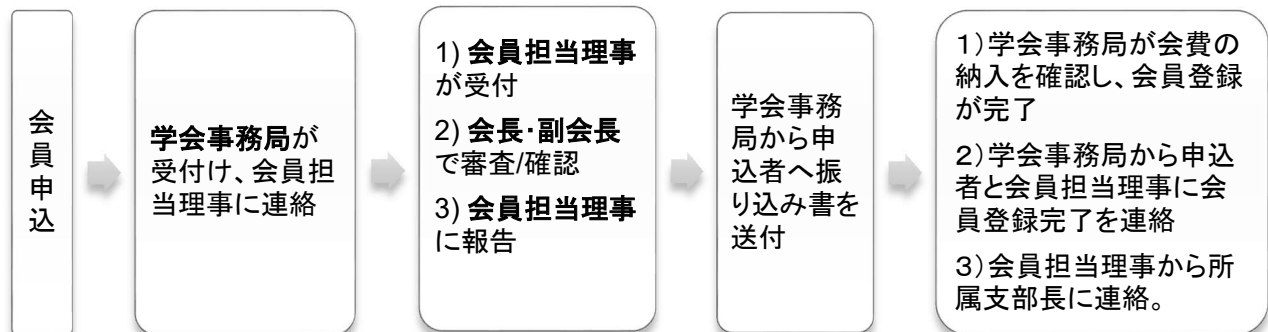 会員申込
学会事務局が
受付け、会員担
当理事に連絡
1) 会員担当理事
が受付
2) 会長・副会長
で審査/確認
3) 会員担当理事
に報告
学会事務
局から申
込者へ振
り込み書を
送付
１）学会事務局が会費の
納入を確認し、会員登録
が完了
２）学会事務局から申込
者と会員担当理事に会
員登録完了を連絡
３）会員担当理事から所
属支部長に連絡。